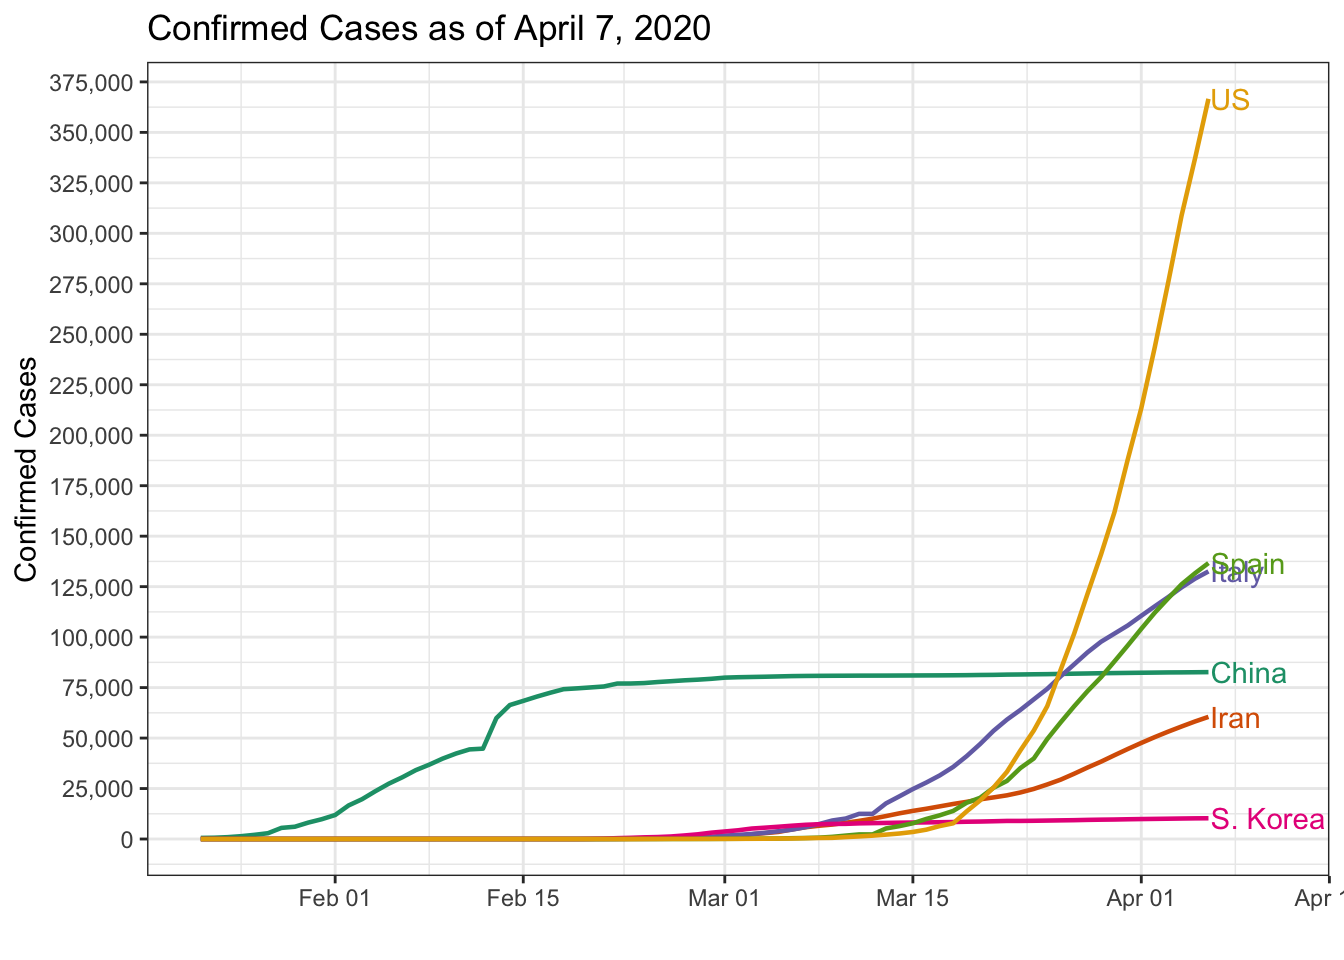 Confirmed Cases as of April 7, 2020
Confirmed Cases
375,000
350,000
325,000
300,000
275,000
250,000
225,000
200,000
175,000
150,000
125,000
100,000
75,000
50,000
25,000
0
US
Spain
Italy
China
Iran
S. Korea
Feb 01
Feb 15
Mar 01
Mar 15
Apr 01
Apr